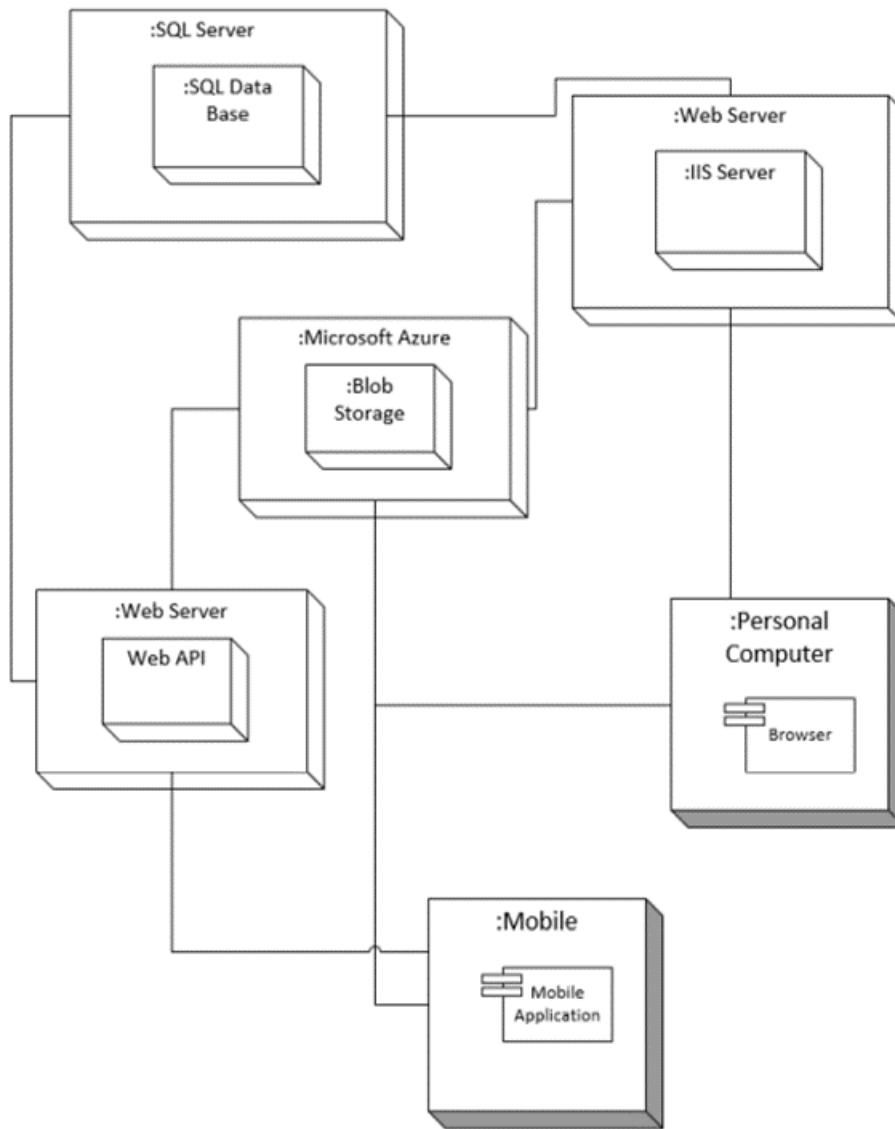 :SQL Server
:SQL Data
Base
:Web Server
:IIS Server
:Microsoft Azure
:Blob
Storage
:Web Server
Web API
:Personal
Computer
Browser
:Mobile
Mobile
Application